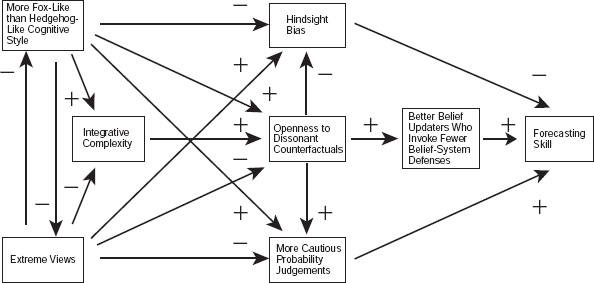 More Fox-Like
than Hedgehog-
Like Cognitive
Style
–
Hindsight
Bias
–
+
+
–
–
+
Integrative
Complexity
+
Openness to
Dissonant
Counterfactuals
+
Better Belief
Updaters Who
Invoke Fewer
Belief-System
Defenses
+
Forecasting
Skill
–
–
–
+
+
+
Extreme Views
–
More Cautious
Probability
Judgements